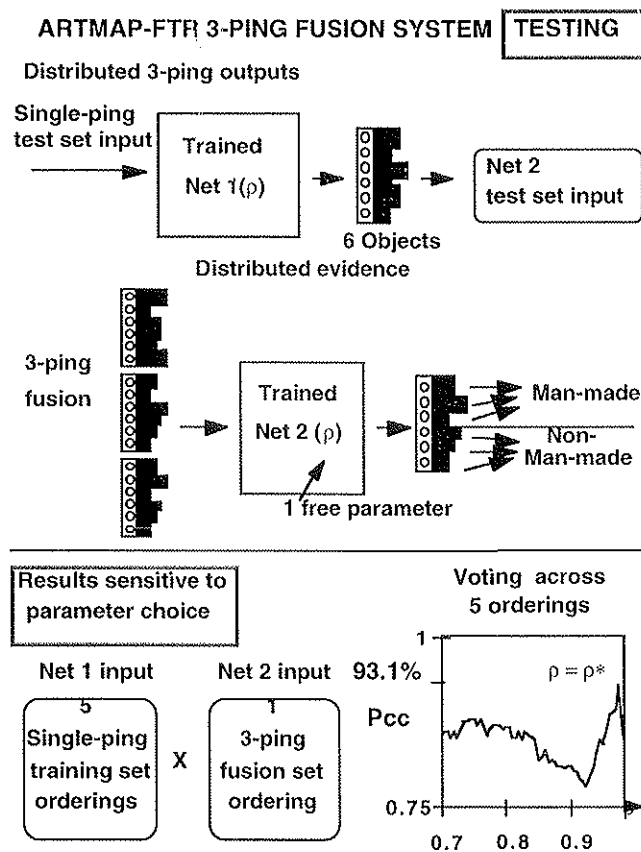 ARTMAP-FTR 3-PING FUSION SYSTEM TESTING
Distributed 3-ping outputs
Single-ping
test set input
Trained
Net 1(ρ)
6 Objects
Net 2
test set input
Distributed evidence
3-ping
fusion
Trained
Net 2 (ρ)
1 free parameter
Man-made
Non-
Man-made
Results sensitive to
parameter choice
Net 1 input
5
Single-ping
training set
orderings
X
Net 2 input
1
3-ping
fusion set
ordering
Voting across
5 orderings
1
93.1%
Pcc
0.75
ρ = ρ*
0.7 0.8 0.9